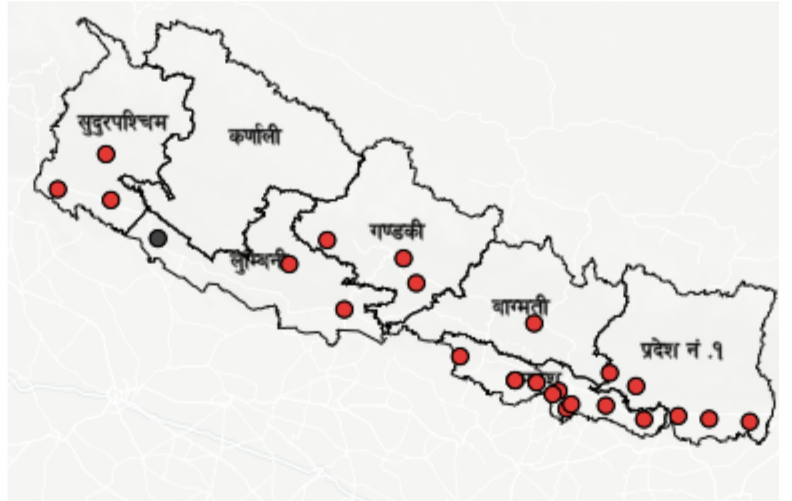 सुदुरपश्चिम
कर्णाली
गण्डकी
लुम्बिनी
बाग्मती
प्रदेश नं .१